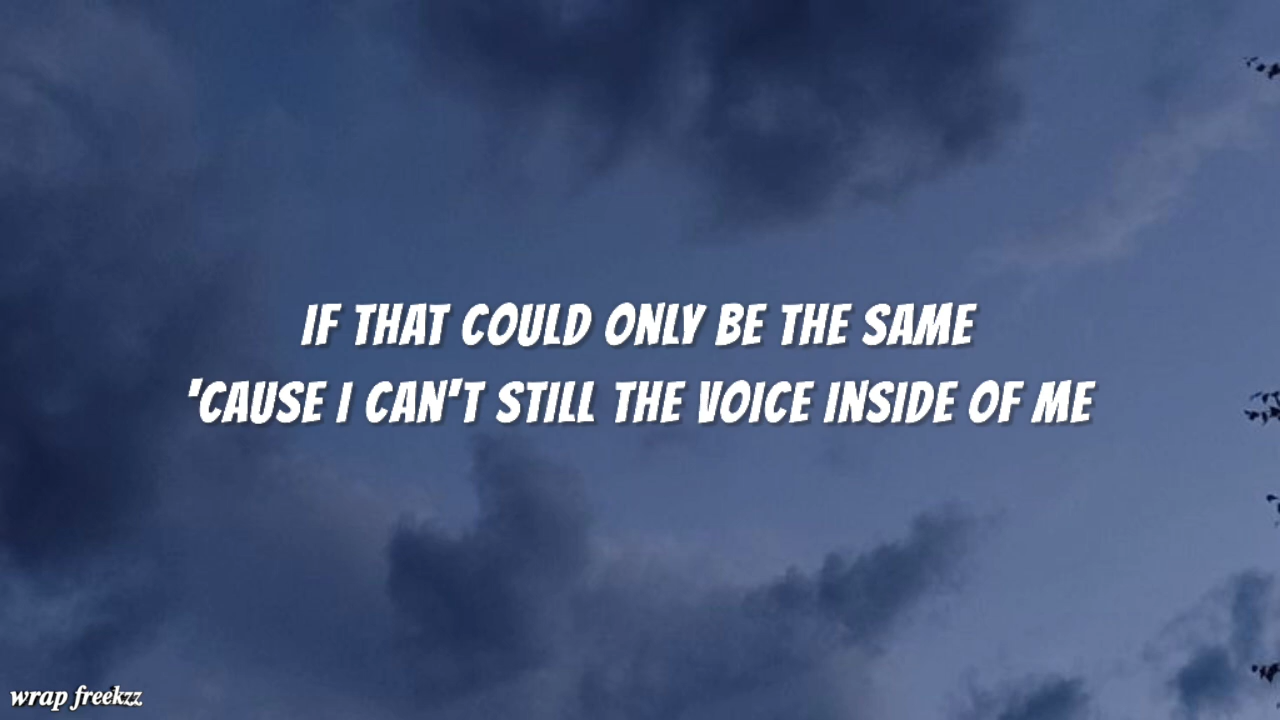 IF THAT COULD ONLY BE THE SAME
'CAUSE I CAN'T STILL THE VOICE INSIDE OF ME
wrap freekzz